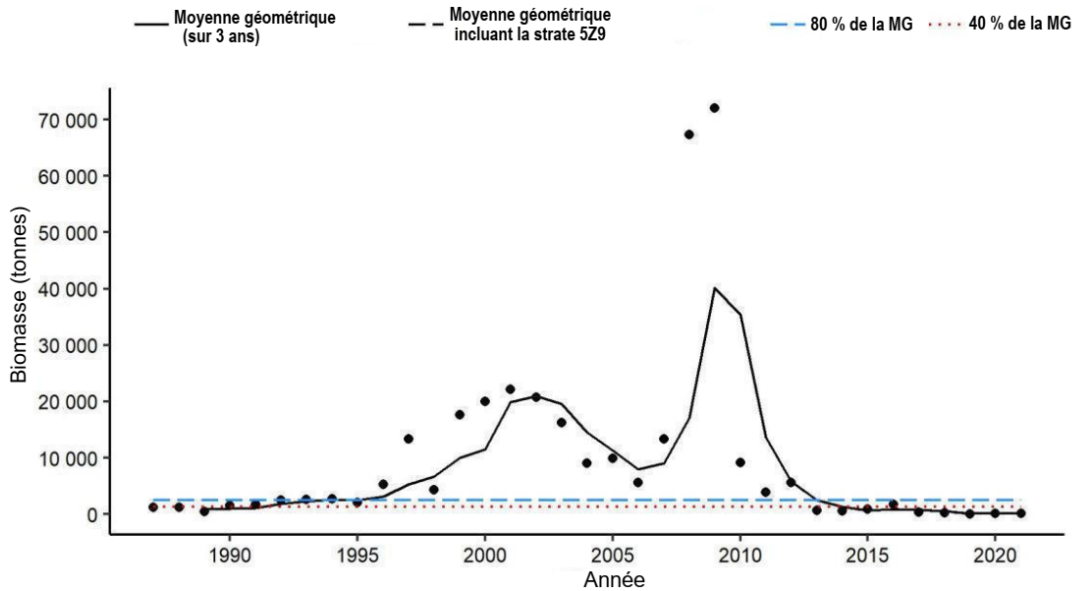 Moyenne géométrique
(sur 3 ans)
Moyenne géométrique
incluant la strate 5Z9
80 % de la MG
40 % de la MG
Biomasse (tonnes)
70 000
60 000
50 000
40 000
30 000
20 000
10 000
0
1990
1995
2000
2005
2010
2015
2020
Année